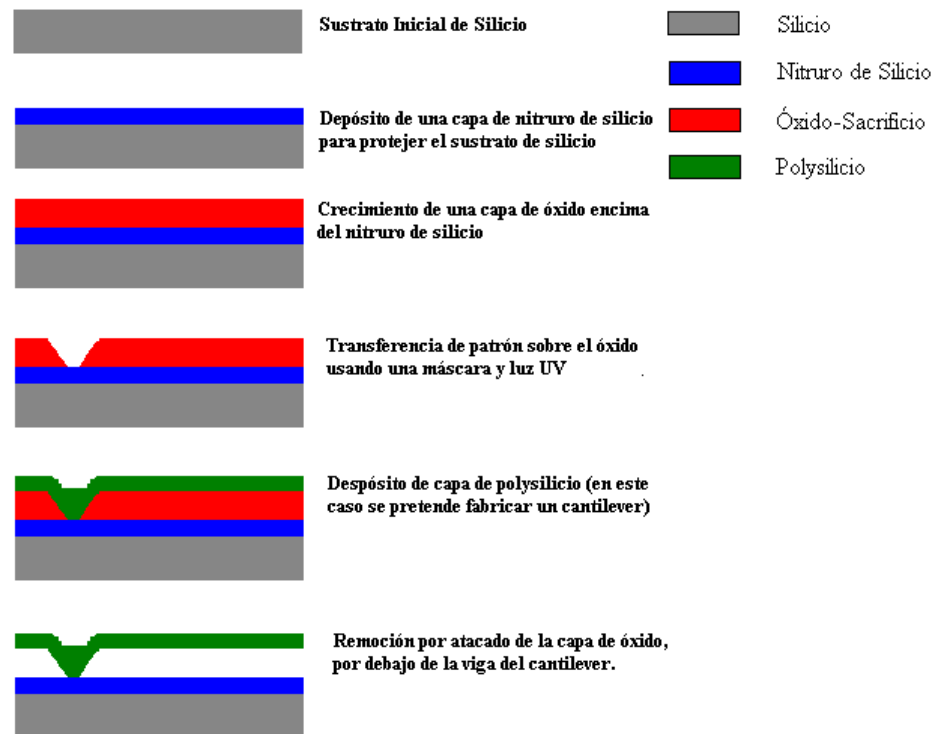 Sustrato Inicial de Silicio
Silicio
Nitruro de Silicio
Óxido-Sacrificio
Polysilicio
Depósito de una capa de nitruro de silicio
para protejer el sustrato de silicio
Crecimiento de una capa de óxido encima
del nitruro de silicio
Transferencia de patrón sobre el óxido
usando una máscara y luz UV
Despósito de capa de polysilicio (en este
caso se pretende fabricar un cantilever)
Remoción por atacado de la capa de óxido,
por debajo de la viga del cantilever.